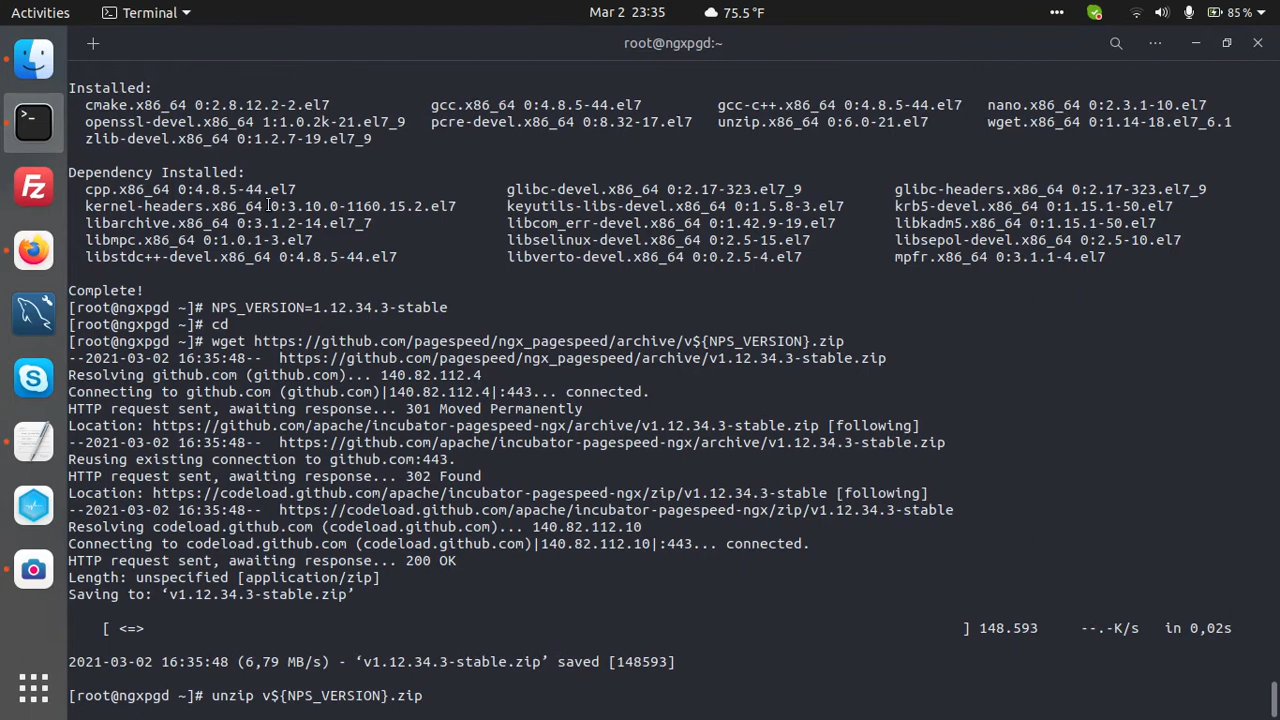 Activities Terminal Mar 2 23:35 75.5 °F 85 %
root@ngxpgd:~
Installed:
cmake.x86_64 0:2.8.12.2-2.el7 gcc.x86_64 0:4.8.5-44.el7 gcc-c++.x86_64 0:4.8.5-44.el7 nano.x86_64 0:2.3.1-10.el7
openssl-devel.x86_64 1:1.0.2k-21.el7_9 pcre-devel.x86_64 0:8.32-17.el7 unzip.x86_64 0:6.0-21.el7 wget.x86_64 0:1.14-18.el7_6.1
zlib-devel.x86_64 0:1.2.7-19.el7_9
Dependency Installed:
cpp.x86_64 0:4.8.5-44.el7 glibc-devel.x86_64 0:2.17-323.el7_9 glibc-headers.x86_64 0:2.17-323.el7_9
kernel-headers.x86_64 0:3.10.0-1160.15.2.el7 keyutils-libs-devel.x86_64 0:1.5.8-3.el7 krb5-devel.x86_64 0:1.15.1-50.el7
libarchive.x86_64 0:3.1.2-14.el7_7 libcom_err-devel.x86_64 0:1.42.9-19.el7 libkadm5.x86_64 0:1.15.1-50.el7
libmpc.x86_64 0:1.0.1-3.el7 libselinux-devel.x86_64 0:2.5-15.el7 libsepol-devel.x86_64 0:2.5-10.el7
libstdc++-devel.x86_64 0:4.8.5-44.el7 libverto-devel.x86_64 0:0.2.5-4.el7 mpfr.x86_64 0:3.1.1-4.el7
Complete!
[root@ngxpgd ~]# NPS_VERSION=1.12.34.3-stable
[root@ngxpgd ~]# cd
[root@ngxpgd ~]# wget https://github.com/pagespeed/ngx_pagespeed/archive/v${NPS_VERSION}.zip
--2021-03-02 16:35:48-- https://github.com/pagespeed/ngx_pagespeed/archive/v1.12.34.3-stable.zip
Resolving github.com (github.com)... 140.82.112.4
Connecting to github.com (github.com)|140.82.112.4|:443... connected.
HTTP request sent, awaiting response... 301 Moved Permanently
Location: https://github.com/apache/incubator-pagespeed-ngx/archive/v1.12.34.3-stable.zip [following]
--2021-03-02 16:35:48-- https://github.com/apache/incubator-pagespeed-ngx/archive/v1.12.34.3-stable.zip
Reusing existing connection to github.com:443.
HTTP request sent, awaiting response... 302 Found
Location: https://codeload.github.com/apache/incubator-pagespeed-ngx/zip/v1.12.34.3-stable [following]
--2021-03-02 16:35:48-- https://codeload.github.com/apache/incubator-pagespeed-ngx/zip/v1.12.34.3-stable
Resolving codeload.github.com (codeload.github.com)... 140.82.112.10
Connecting to codeload.github.com (codeload.github.com)|140.82.112.10|:443... connected.
HTTP request sent, awaiting response... 200 OK
Length: unspecified [application/zip]
Saving to: ‘v1.12.34.3-stable.zip’
[ <=> ] 148.593 --.-K/s in 0,02s
2021-03-02 16:35:48 (6,79 MB/s) - ‘v1.12.34.3-stable.zip’ saved [148593]
[root@ngxpgd ~]# unzip v${NPS_VERSION}.zip